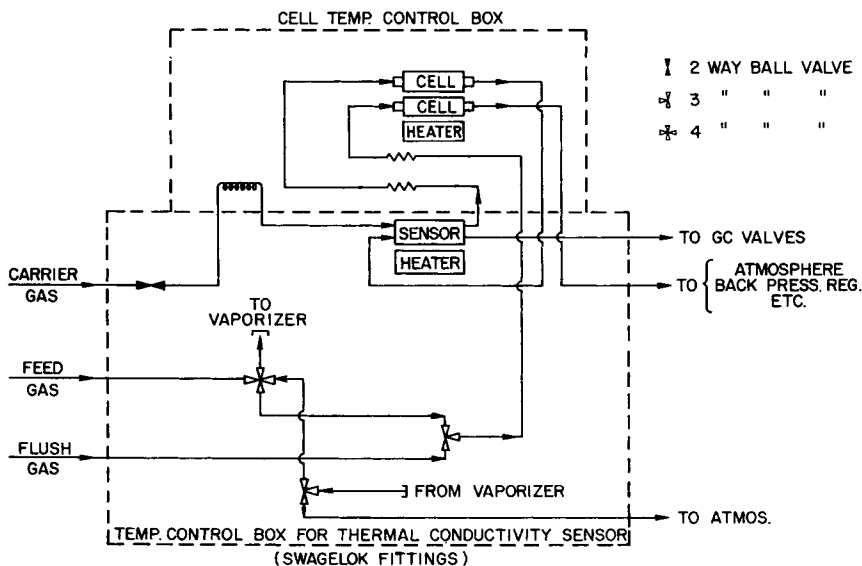 CELL TEMP. CONTROL BOX
2 WAY BALL VALVE
3 " " "
4 " " "
CELL
CELL
HEATER
SENSOR
HEATER
TO GC VALVES
TO { ATMOSPHERE
BACK PRESS. REG.
ETC.
CARRIER
GAS
TO
VAPORIZER
FEED
GAS
FLUSH
GAS
FROM VAPORIZER
TO ATMOS.
TEMP. CONTROL BOX FOR THERMAL CONDUCTIVITY SENSOR
(SWAGELOK FITTINGS)